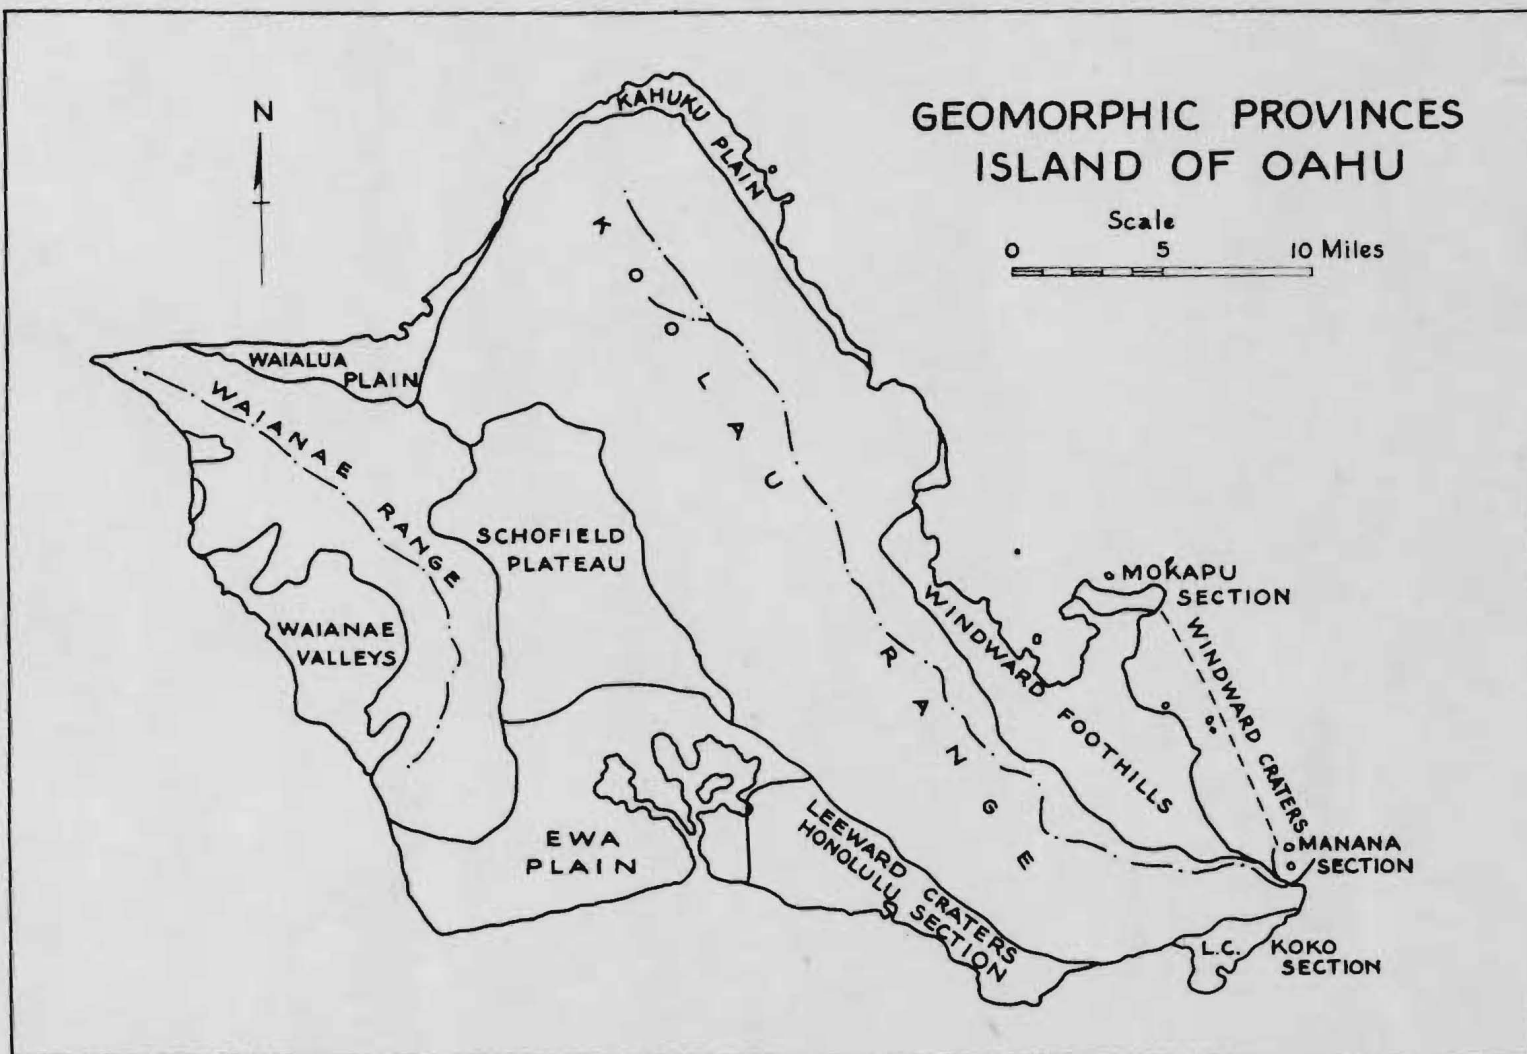 GEOMORPHIC PROVINCES
ISLAND OF OAHU
Scale
0 5 10 Miles
N
KAHUKU PLAIN
KOOLAU RANGE
WAIALUA
PLAIN
WAIANAE RANGE
SCHOFIELD
PLATEAU
WAIANAE
VALLEYS
MOKAPU
SECTION
WINDWARD FOOTHILLS
WINDWARD CRATERS
MANANA
SECTION
EWA
PLAIN
LEEWARD CRATERS
HONOLULU SECTION
L.C. KOKO
SECTION